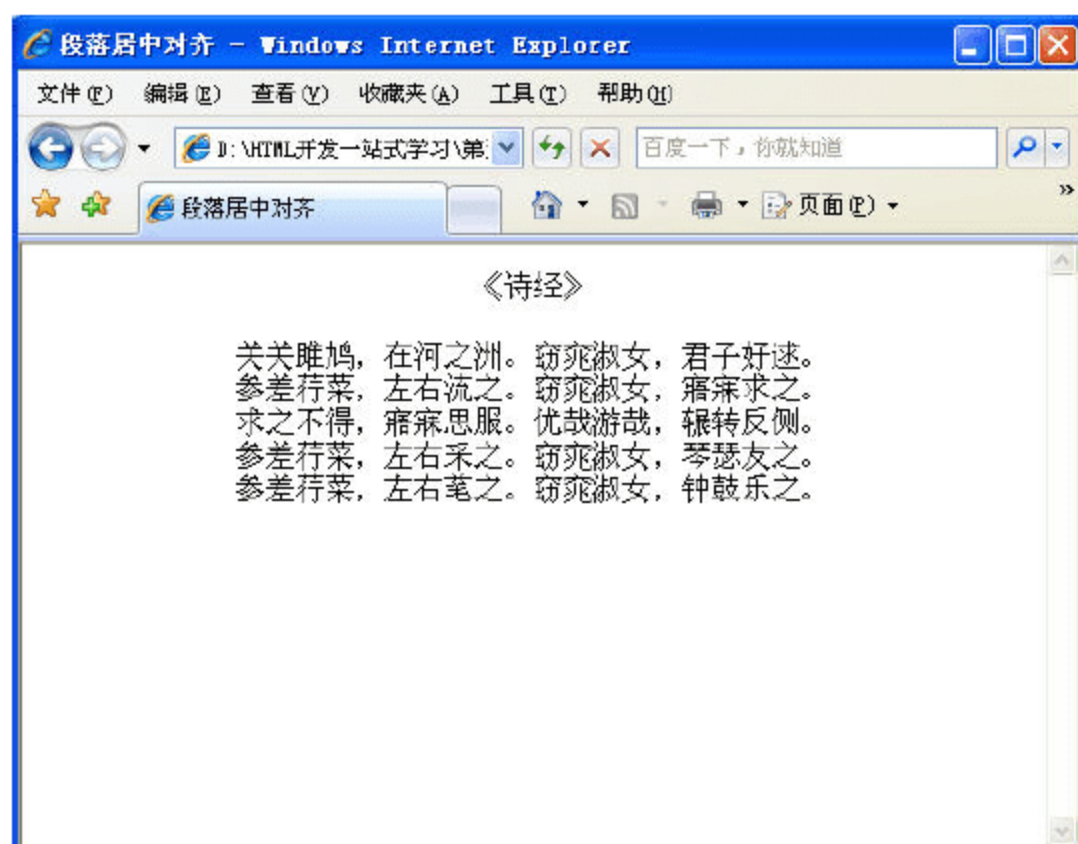 段落居中对齐 - Windows Internet Explorer
文件(F) 编辑(E) 查看(V) 收藏夹(A) 工具(T) 帮助(H)
D:\HTML开发一站式学习\第 百度一下，你就知道
段落居中对齐 页面(P) »
《诗经》
关关雎鸠，在河之洲。窈窕淑女，君子好逑。
参差荇菜，左右流之。窈窕淑女，寤寐求之。
求之不得，寤寐思服。优哉游哉，辗转反侧。
参差荇菜，左右采之。窈窕淑女，琴瑟友之。
参差荇菜，左右芼之。窈窕淑女，钟鼓乐之。